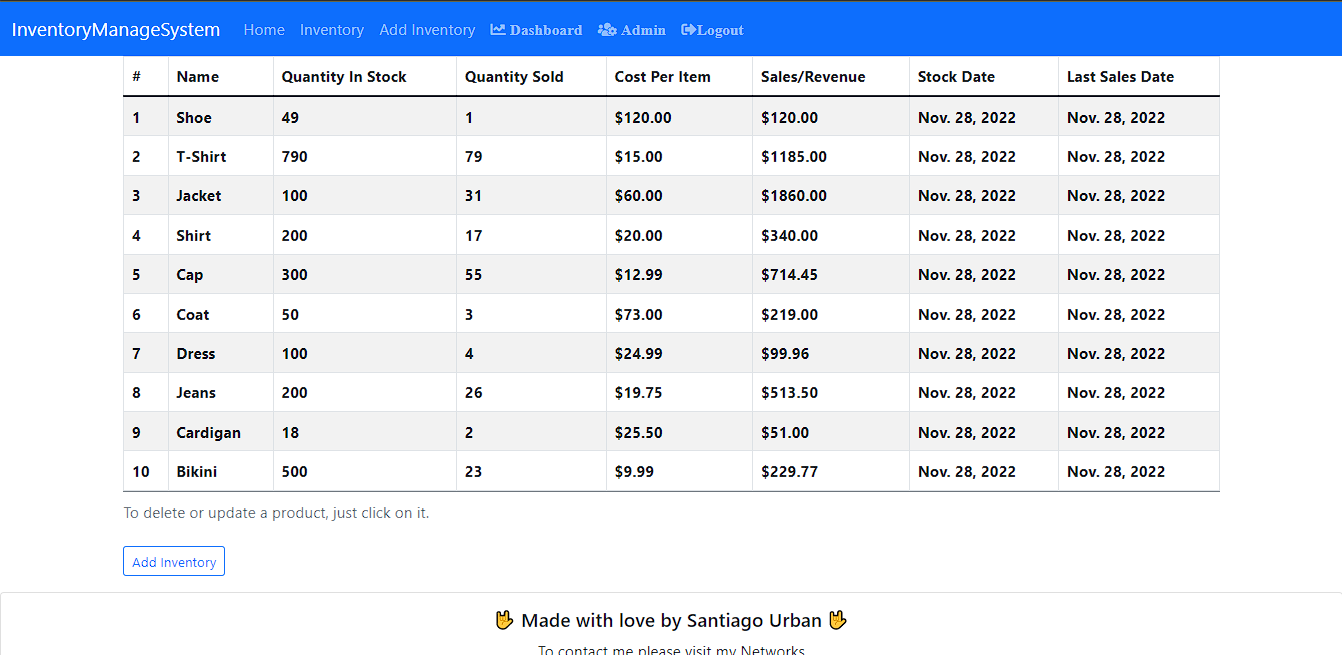 InventoryManageSystem Home Inventory Add Inventory Dashboard Admin Logout
# Name Quantity In Stock Quantity Sold Cost Per Item Sales/Revenue Stock Date Last Sales Date
1 Shoe 49 1 $120.00 $120.00 Nov. 28, 2022 Nov. 28, 2022
2 T-Shirt 790 79 $15.00 $1185.00 Nov. 28, 2022 Nov. 28, 2022
3 Jacket 100 31 $60.00 $1860.00 Nov. 28, 2022 Nov. 28, 2022
4 Shirt 200 17 $20.00 $340.00 Nov. 28, 2022 Nov. 28, 2022
5 Cap 300 55 $12.99 $714.45 Nov. 28, 2022 Nov. 28, 2022
6 Coat 50 3 $73.00 $219.00 Nov. 28, 2022 Nov. 28, 2022
7 Dress 100 4 $24.99 $99.96 Nov. 28, 2022 Nov. 28, 2022
8 Jeans 200 26 $19.75 $513.50 Nov. 28, 2022 Nov. 28, 2022
9 Cardigan 18 2 $25.50 $51.00 Nov. 28, 2022 Nov. 28, 2022
10 Bikini 500 23 $9.99 $229.77 Nov. 28, 2022 Nov. 28, 2022
To delete or update a product, just click on it.
Add Inventory
Made with love by Santiago Urban
To contact me please visit my Networks